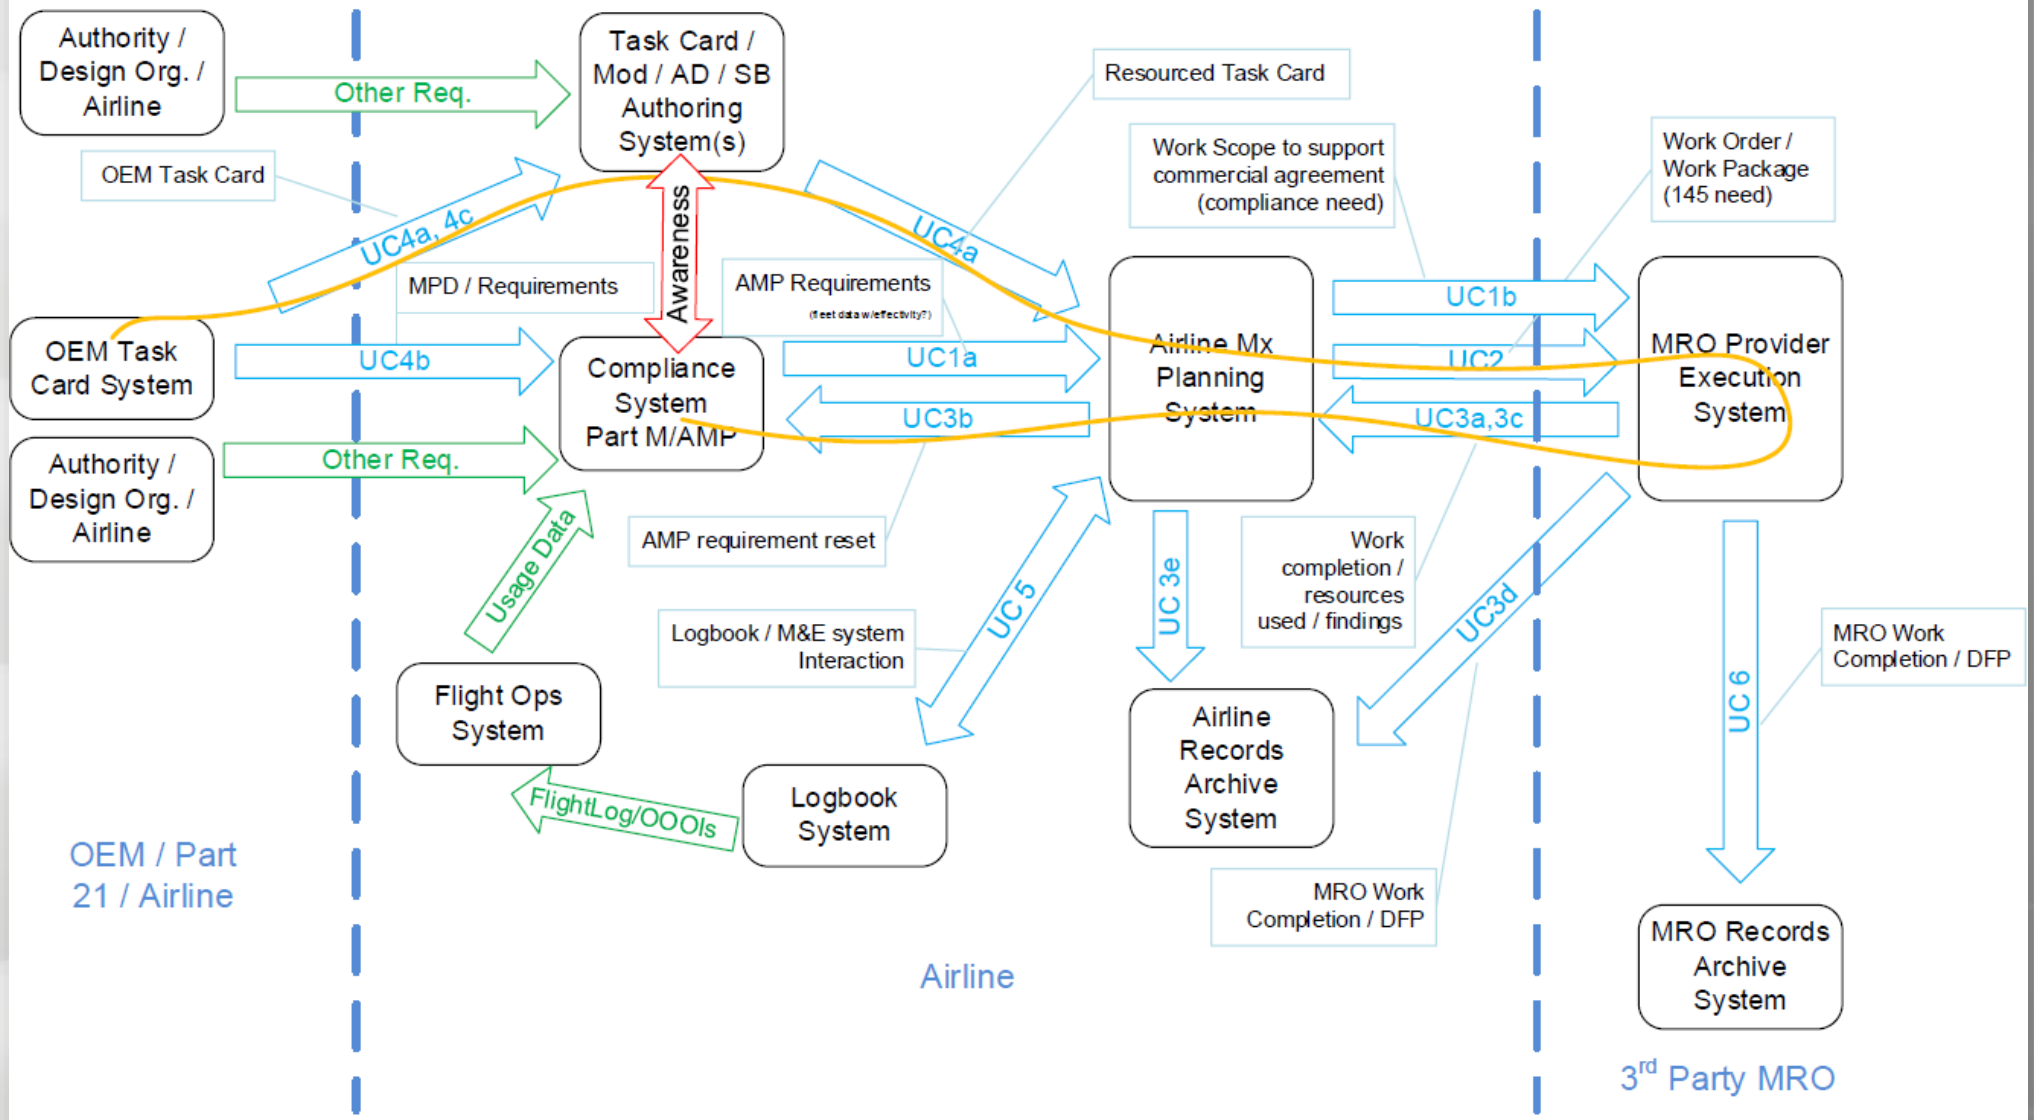 Authority /
Design Org. /
Airline
Other Req.
Task Card /
Mod / AD / SB
Authoring
System(s)
Resourced Task Card
OEM Task Card
UC4a, 4c
Awareness
UC4a
Work Scope to support
commercial agreement
(compliance need)
Work Order /
Work Package
(145 need)
MPD / Requirements
AMP Requirements
(fleet data w/effectivity?)
UC1b
OEM Task
Card System
UC4b
Compliance
System
Part M/AMP
UC1a
UC3b
Airline Mx
Planning
System
UC2
UC3a,3c
MRO Provider
Execution
System
Authority /
Design Org. /
Airline
Other Req.
Usage Data
AMP requirement reset
Logbook / M&E system
Interaction
UC 5
UC 3e
Work
completion /
resources
used / findings
UC3d
MRO Work
Completion / DFP
UC 6
Flight Ops
System
FlightLog/OOOIs
Logbook
System
Airline
Records
Archive
System
MRO Work
Completion / DFP
MRO Records
Archive
System
OEM / Part
21 / Airline
Airline
3rd Party MRO